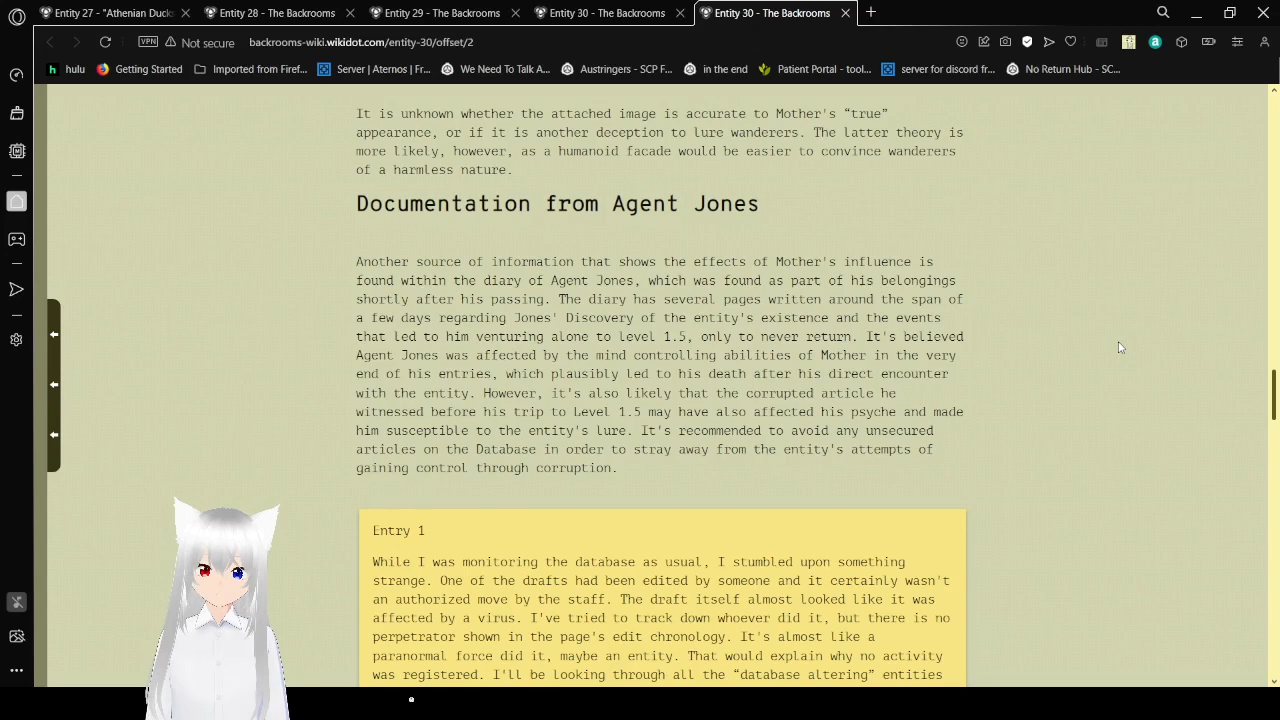 Entity 27 - "Athenian Ducks
Entity 28 - The Backrooms
Entity 29 - The Backrooms
Entity 30 - The Backrooms
Entity 30 - The Backrooms
VPN
Not secure
backrooms-wiki.wikidot.com/entity-30/offset/2
hulu
Getting Started
Imported from Firef...
Server | Aternos | Fr...
We Need To Talk A...
Austringers - SCP F...
in the end
Patient Portal - tool...
server for discord fr...
No Return Hub - SC...
It is unknown whether the attached image is accurate to Mother's “true”
appearance, or if it is another deception to lure wanderers. The latter theory is
more likely, however, as a humanoid facade would be easier to convince wanderers
of a harmless nature.
Documentation from Agent Jones
Another source of information that shows the effects of Mother's influence is
found within the diary of Agent Jones, which was found as part of his belongings
shortly after his passing. The diary has several pages written around the span of
a few days regarding Jones' Discovery of the entity's existence and the events
that led to him venturing alone to level 1.5, only to never return. It's believed
Agent Jones was affected by the mind controlling abilities of Mother in the very
end of his entries, which plausibly led to his death after his direct encounter
with the entity. However, it's also likely that the corrupted article he
witnessed before his trip to Level 1.5 may have also affected his psyche and made
him susceptible to the entity's lure. It's recommended to avoid any unsecured
articles on the Database in order to stray away from the entity's attempts of
gaining control through corruption.
Entry 1
While I was monitoring the database as usual, I stumbled upon something
strange. One of the drafts had been edited by someone and it certainly wasn't
an authorized move by the staff. The draft itself almost looked like it was
affected by a virus. I've tried to track down whoever did it, but there is no
perpetrator shown in the page's edit chronology. It's almost like a
paranormal force did it, maybe an entity. That would explain why no activity
was registered. I'll be looking through all the “database altering” entities